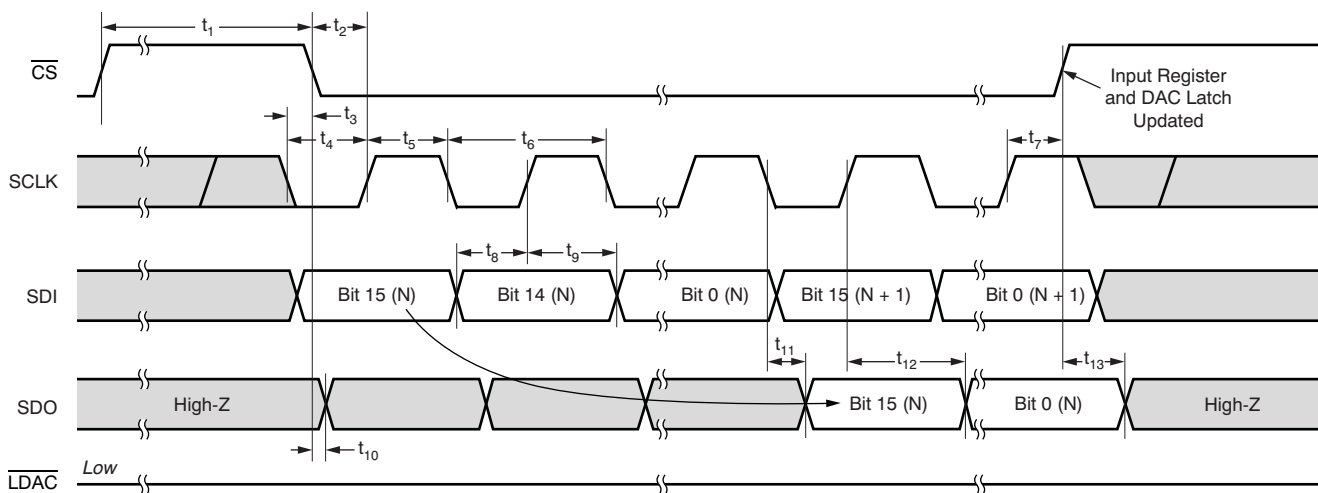 t1 t2
CS
Input Register
and DAC Latch
Updated
t3
t4 t5 t6 t7
SCLK
t8 t9
SDI Bit 15 (N) Bit 14 (N) Bit 0 (N) Bit 15 (N + 1) Bit 0 (N + 1)
t11 t12 t13
SDO High-Z Bit 15 (N) Bit 0 (N) High-Z
t10
Low
LDAC